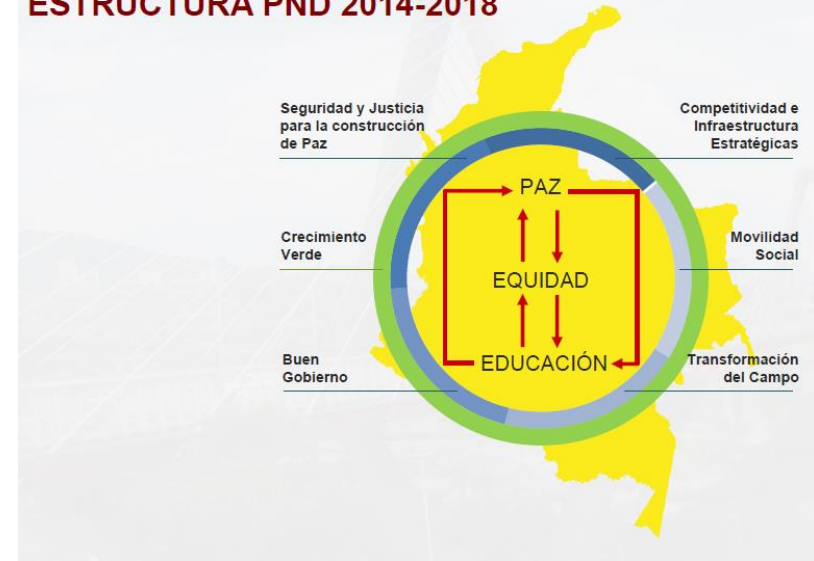 ESTRUCTURA PND 2014-2018
Seguridad y Justicia
para la construcción
de Paz
Competitividad e
Infraestructura
Estratégicas
PAZ
Crecimiento
Verde
Movilidad
Social
EQUIDAD
Buen
Gobierno
EDUCACIÓN
Transformación
del Campo